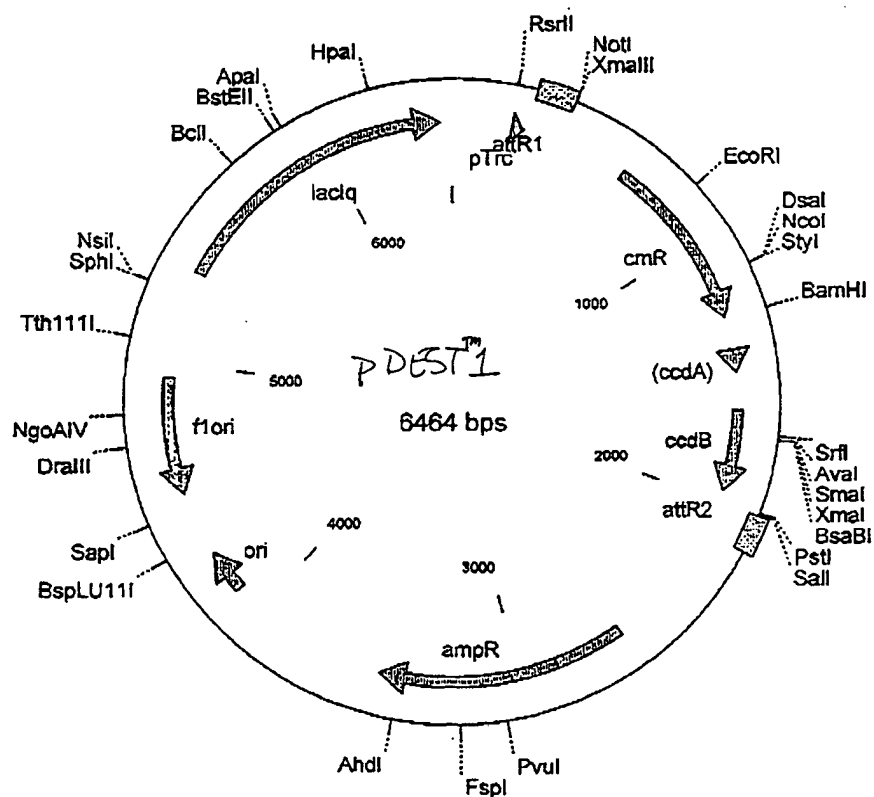 RsrII
NotI
XmaIII
HpaI
ApaI
BstEII
BclI
attR1
pTrc
EcoRI
lacIq
6000
DsaI
NcoI
StyI
NsiI
SphI
cmR
1000
BamHI
Tth111I
pDEST™1
(ccdA)
5000
6464 bps
NgoAIV
f1ori
ccdB
DraIII
2000
SrfI
AvaI
SmaI
XmaI
BsaBI
attR2
4000
SapI
ori
PstI
SalI
BspLU11I
3000
ampR
AhdI
PvuI
FspI